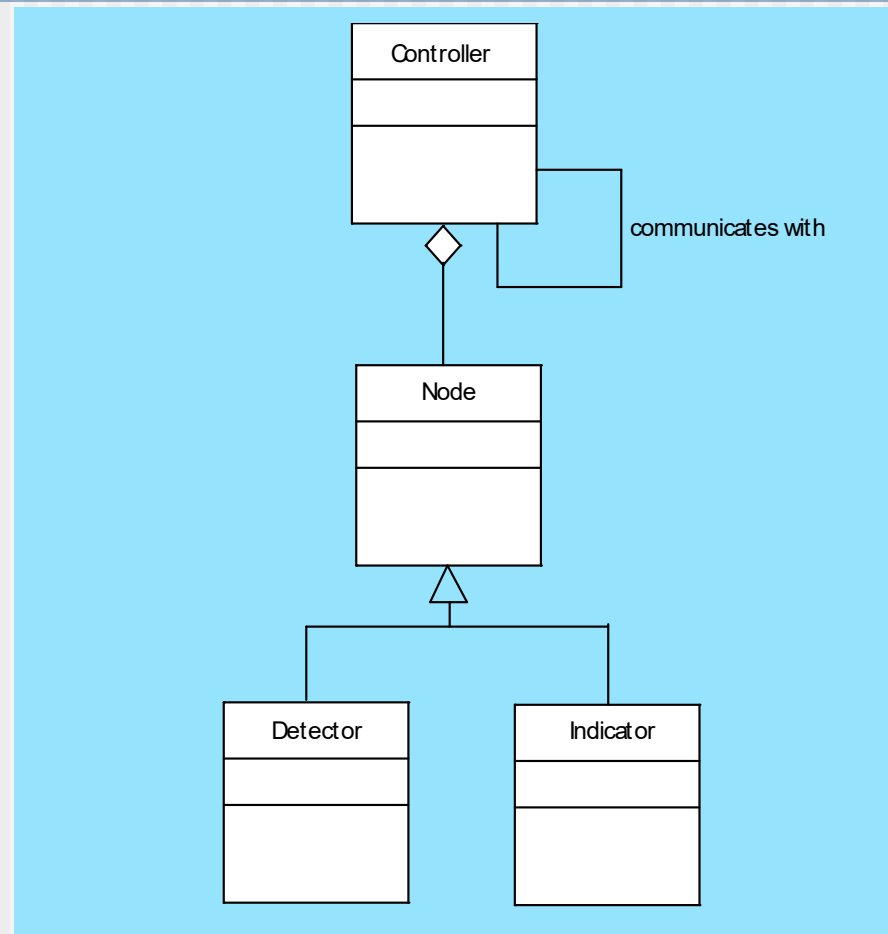 Controller
communicates with
Node
Detector
Indicator